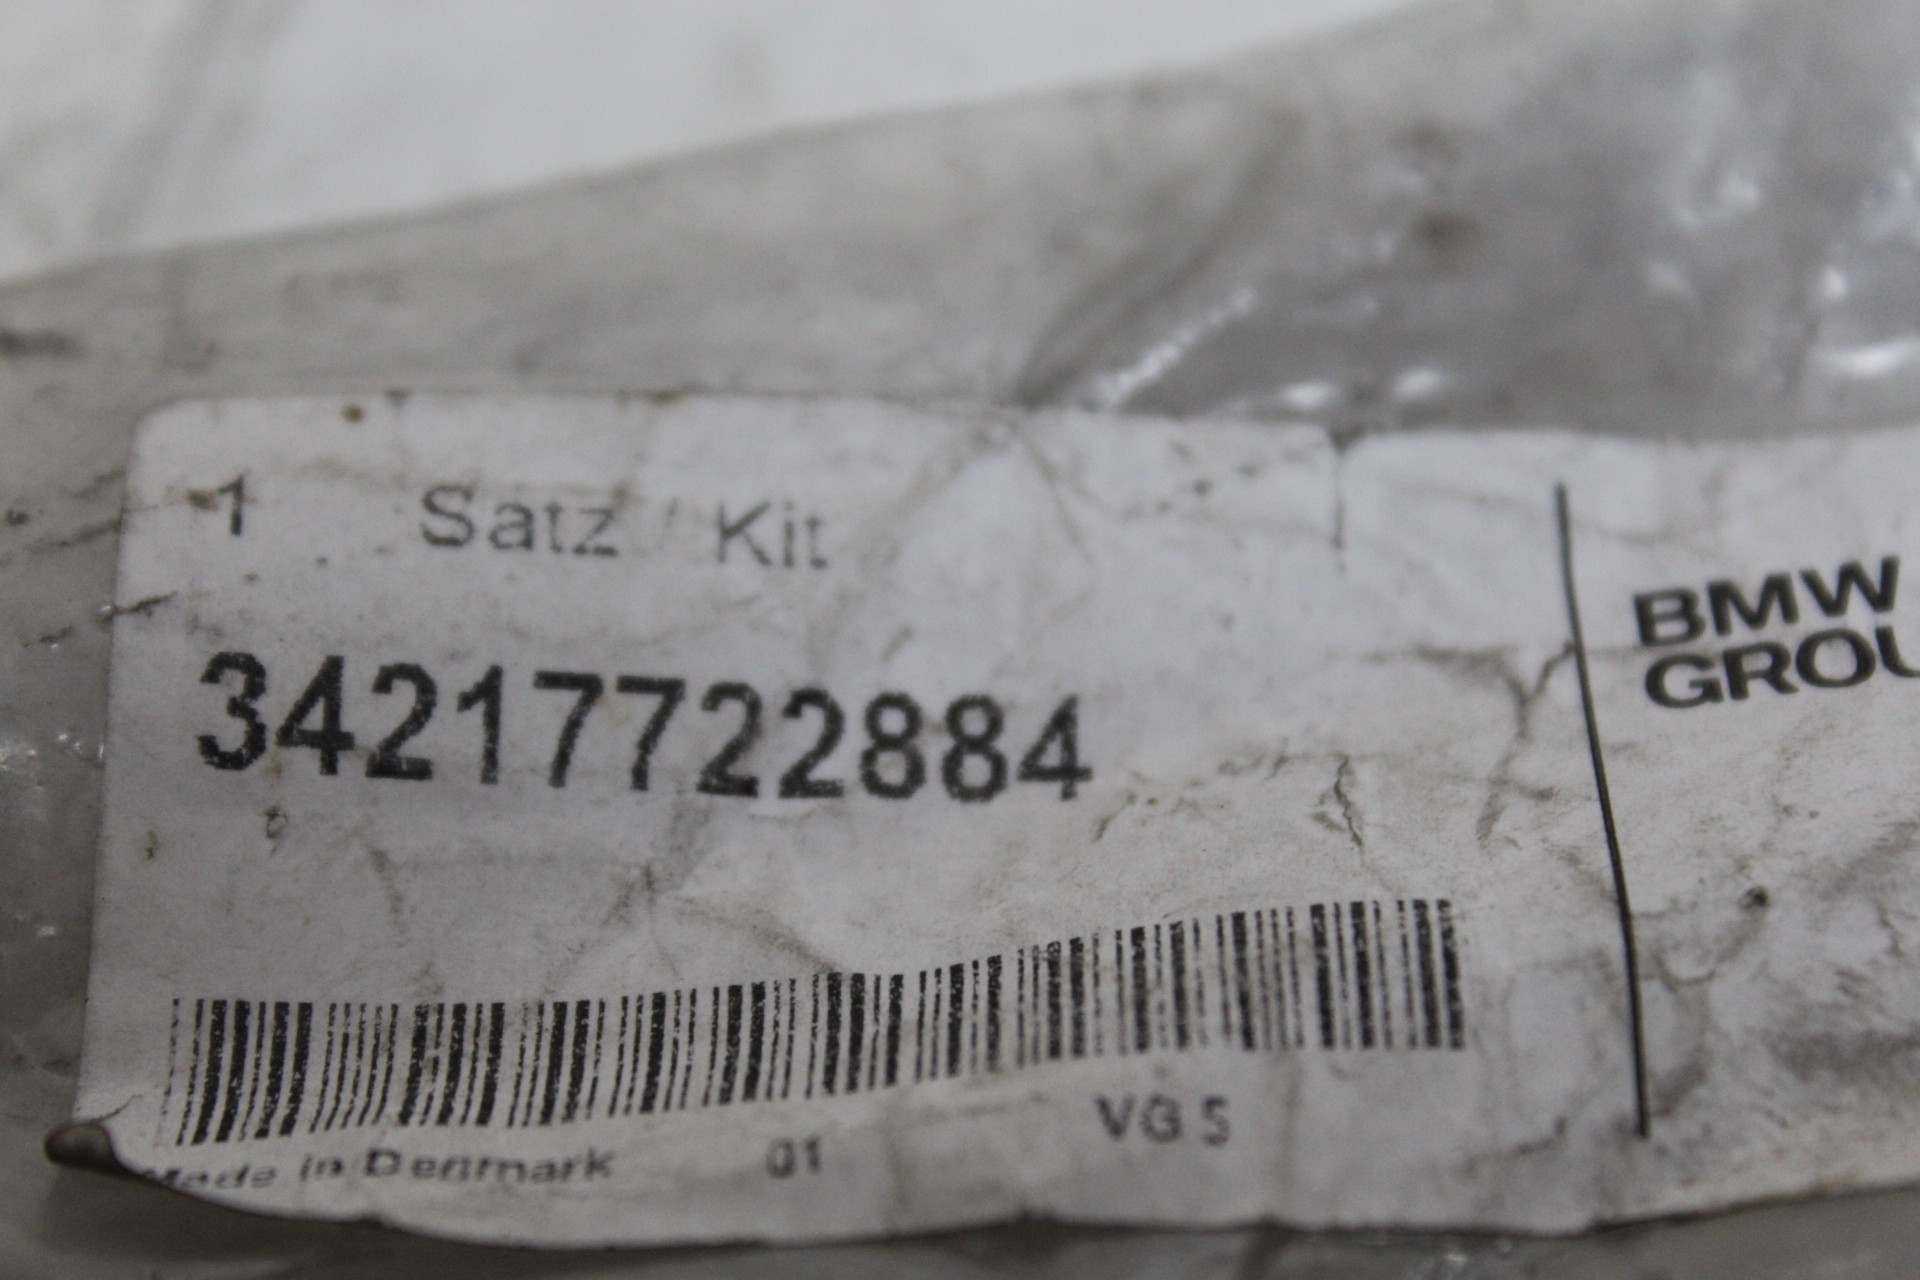 1 Satz / Kit
34217722884
BMW
GROU
Made in Denmark 01 VG 5